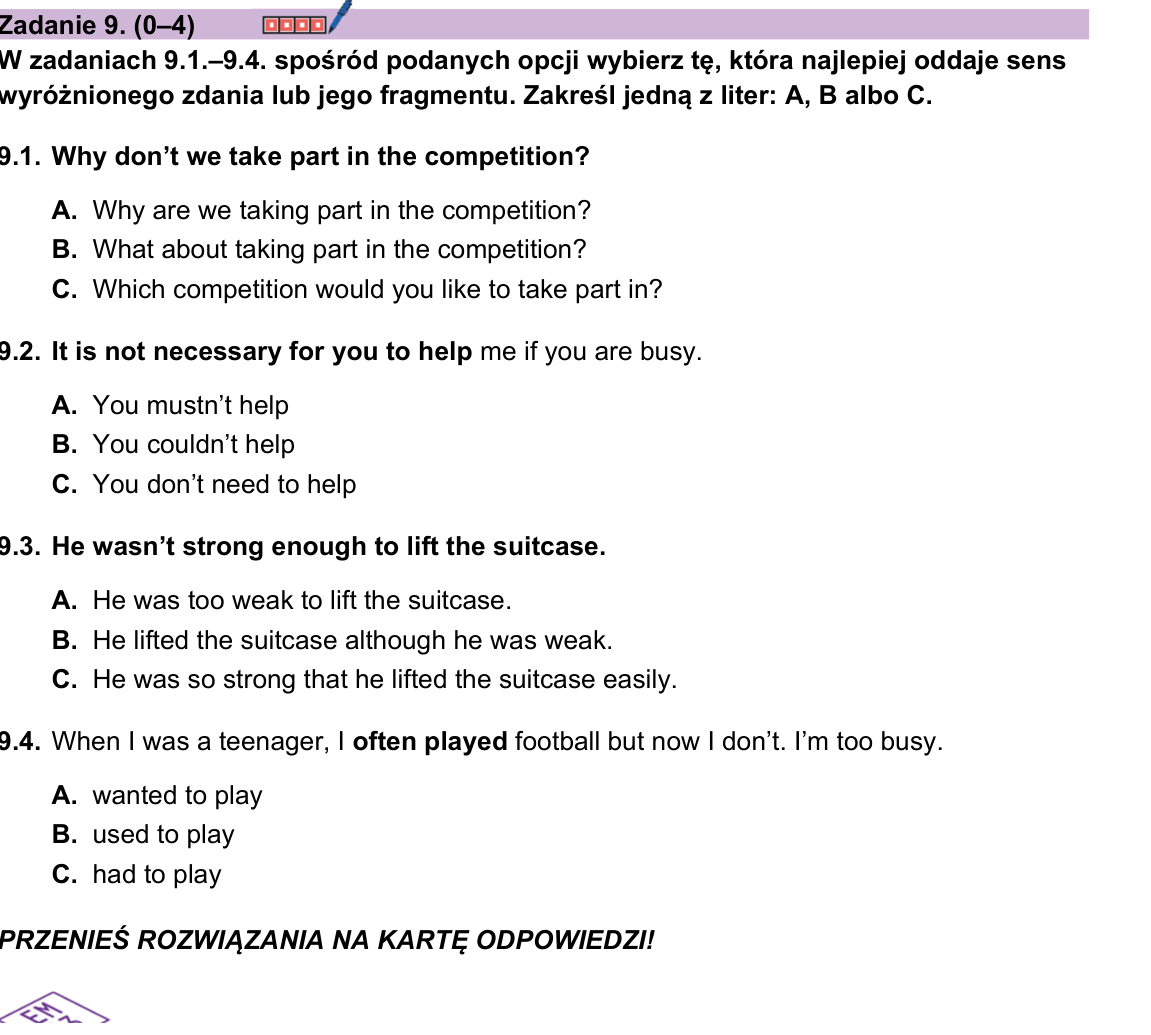 Zadanie 9. (0–4)
W zadaniach 9.1.–9.4. spośród podanych opcji wybierz tę, która najlepiej oddaje sens
wyróżnionego zdania lub jego fragmentu. Zakreśl jedną z liter: A, B albo C.
9.1. Why don’t we take part in the competition?
A. Why are we taking part in the competition?
B. What about taking part in the competition?
C. Which competition would you like to take part in?
9.2. It is not necessary for you to help me if you are busy.
A. You mustn’t help
B. You couldn’t help
C. You don’t need to help
9.3. He wasn’t strong enough to lift the suitcase.
A. He was too weak to lift the suitcase.
B. He lifted the suitcase although he was weak.
C. He was so strong that he lifted the suitcase easily.
9.4. When I was a teenager, I often played football but now I don’t. I’m too busy.
A. wanted to play
B. used to play
C. had to play
PRZENIEŚ ROZWIĄZANIA NA KARTĘ ODPOWIEDZI!